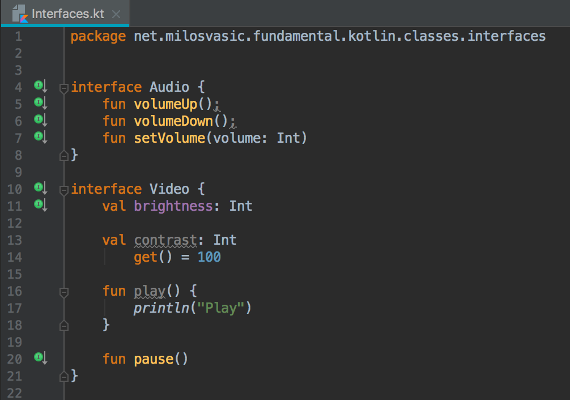 Interfaces.kt
1 package net.milosvasic.fundamental.kotlin.classes.interfaces
2
3
4 interface Audio {
5     fun volumeUp();
6     fun volumeDown();
7     fun setVolume(volume: Int)
8 }
9
10 interface Video {
11     val brightness: Int
12
13     val contrast: Int
14         get() = 100
15
16     fun play() {
17         println("Play")
18     }
19
20     fun pause()
21 }
22